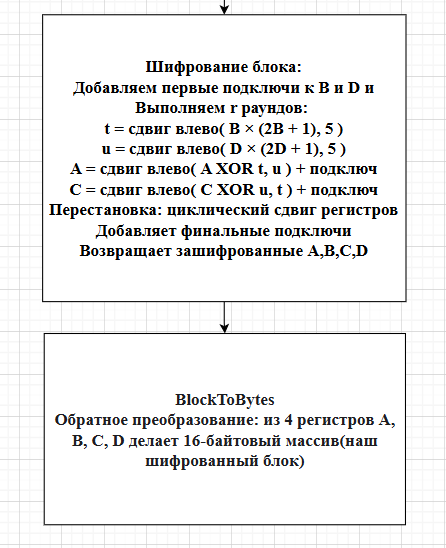 Шифрование блока:
Добавляем первые подключи к B и D и
Выполняем r раундов:
t = сдвиг влево( B × (2B + 1), 5 )
u = сдвиг влево( D × (2D + 1), 5 )
A = сдвиг влево( A XOR t, u ) + подключ
C = сдвиг влево( C XOR u, t ) + подключ
Перестановка: циклический сдвиг регистров
Добавляет финальные подключи
Возвращает зашифрованные A,B,C,D
BlockToBytes
Обратное преобразование: из 4 регистров A,
B, C, D делает 16-байтовый массив(наш
шифрованный блок)